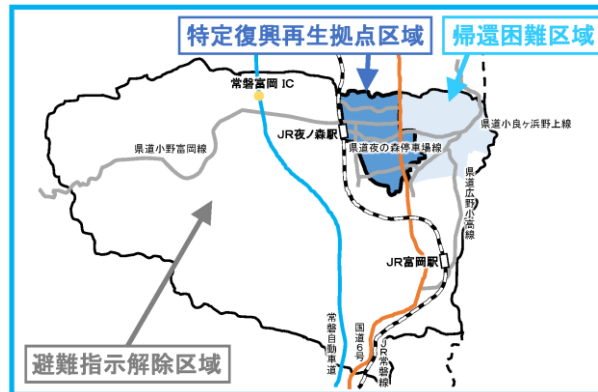 特定復興再生拠点区域
帰還困難区域
常磐富岡 IC
県道小良ヶ浜野上線
JR夜ノ森駅
県道夜の森停車場線
県道小野富岡線
県道広野小高線
JR富岡駅
避難指示解除区域
常磐自動車道
国道6号
JR常磐線